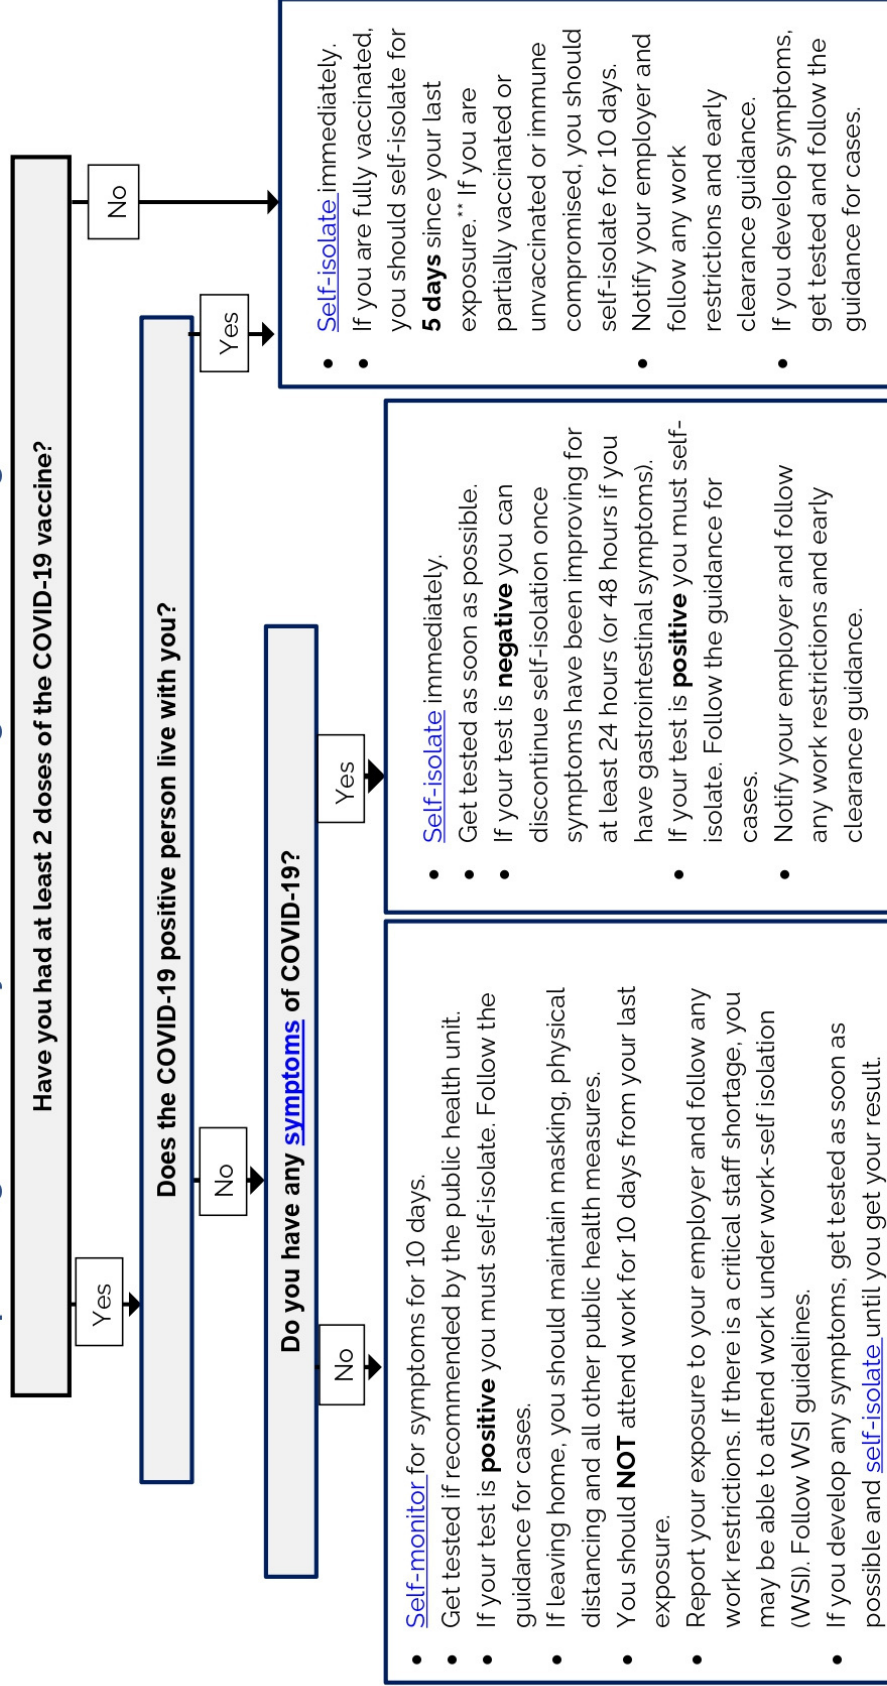 Have you had at least 2 doses of the COVID-19 vaccine?
Yes
No
Does the COVID-19 positive person live with you?
No
Yes
Do you have any symptoms of COVID-19?
No
Yes
• Self-monitor for symptoms for 10 days.
• Get tested if recommended by the public health unit.
• If your test is positive you must self-isolate. Follow the
guidance for cases.
• If leaving home, you should maintain masking, physical
distancing and all other public health measures.
• You should NOT attend work for 10 days from your last
exposure.
• Report your exposure to your employer and follow any
work restrictions. If there is a critical staff shortage, you
may be able to attend work under work-self isolation
(WSI). Follow WSI guidelines.
• If you develop any symptoms, get tested as soon as
possible and self-isolate until you get your result.
• Self-isolate immediately.
• Get tested as soon as possible.
• If your test is negative you can
discontinue self-isolation once
symptoms have been improving for
at least 24 hours (or 48 hours if you
have gastrointestinal symptoms).
• If your test is positive you must self-
isolate. Follow the guidance for
cases.
• Notify your employer and follow
any work restrictions and early
clearance guidance.
• Self-isolate immediately.
• If you are fully vaccinated,
you should self-isolate for
5 days since your last
exposure.** If you are
partially vaccinated or
unvaccinated or immune
compromised, you should
self-isolate for 10 days.
• Notify your employer and
follow any work
restrictions and early
clearance guidance.
• If you develop symptoms,
get tested and follow the
guidance for cases.